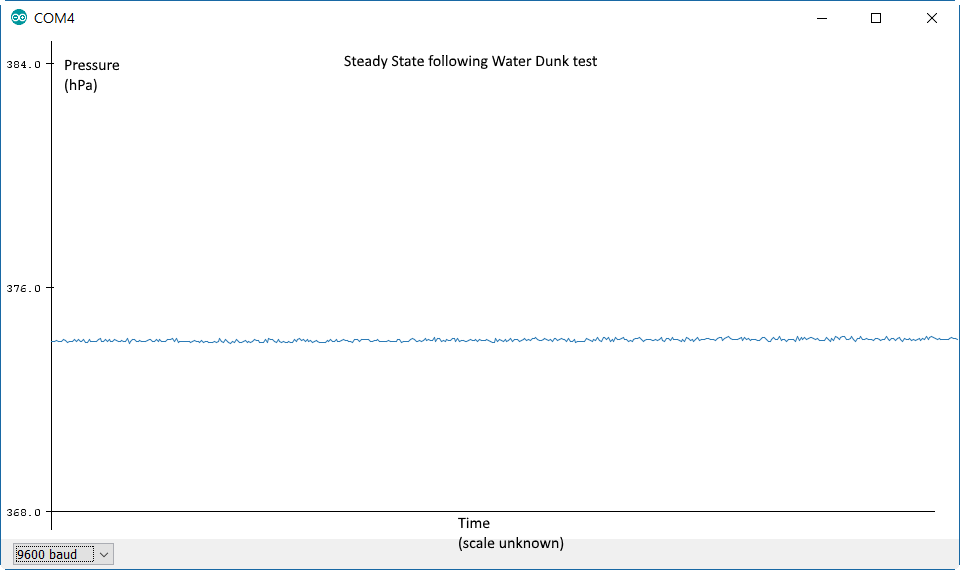 COM4
Steady State following Water Dunk test
384.0
Pressure
(hPa)
376.0
368.0
Time
(scale unknown)
9600 baud